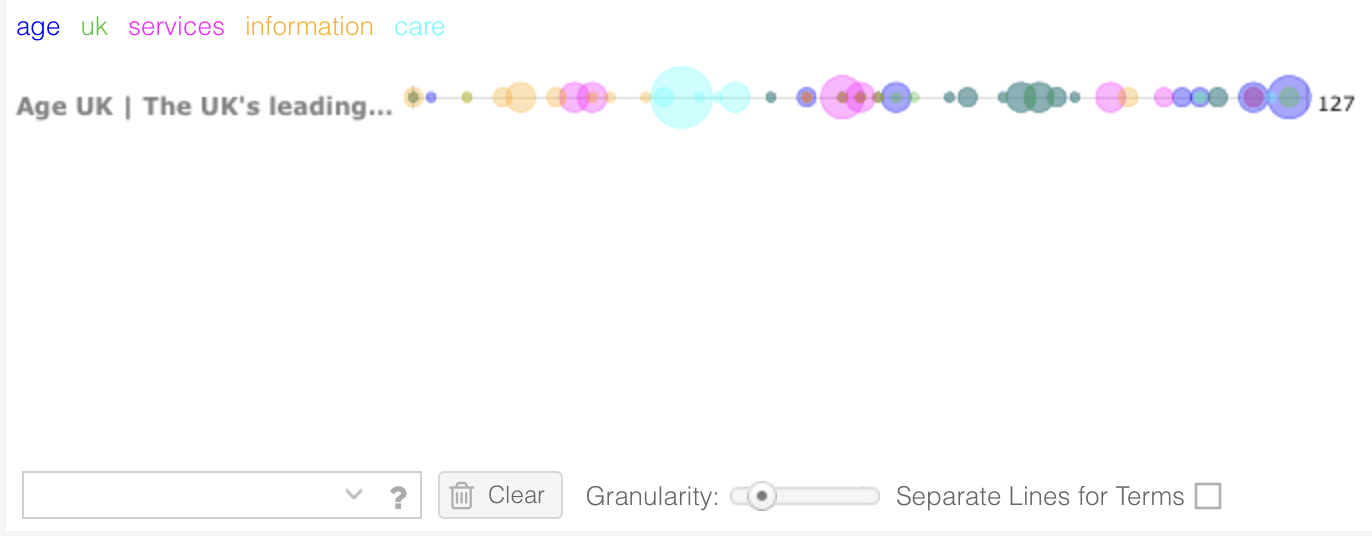 age uk services information care
Age UK | The UK's leading... 127
? Clear Granularity: Separate Lines for Terms